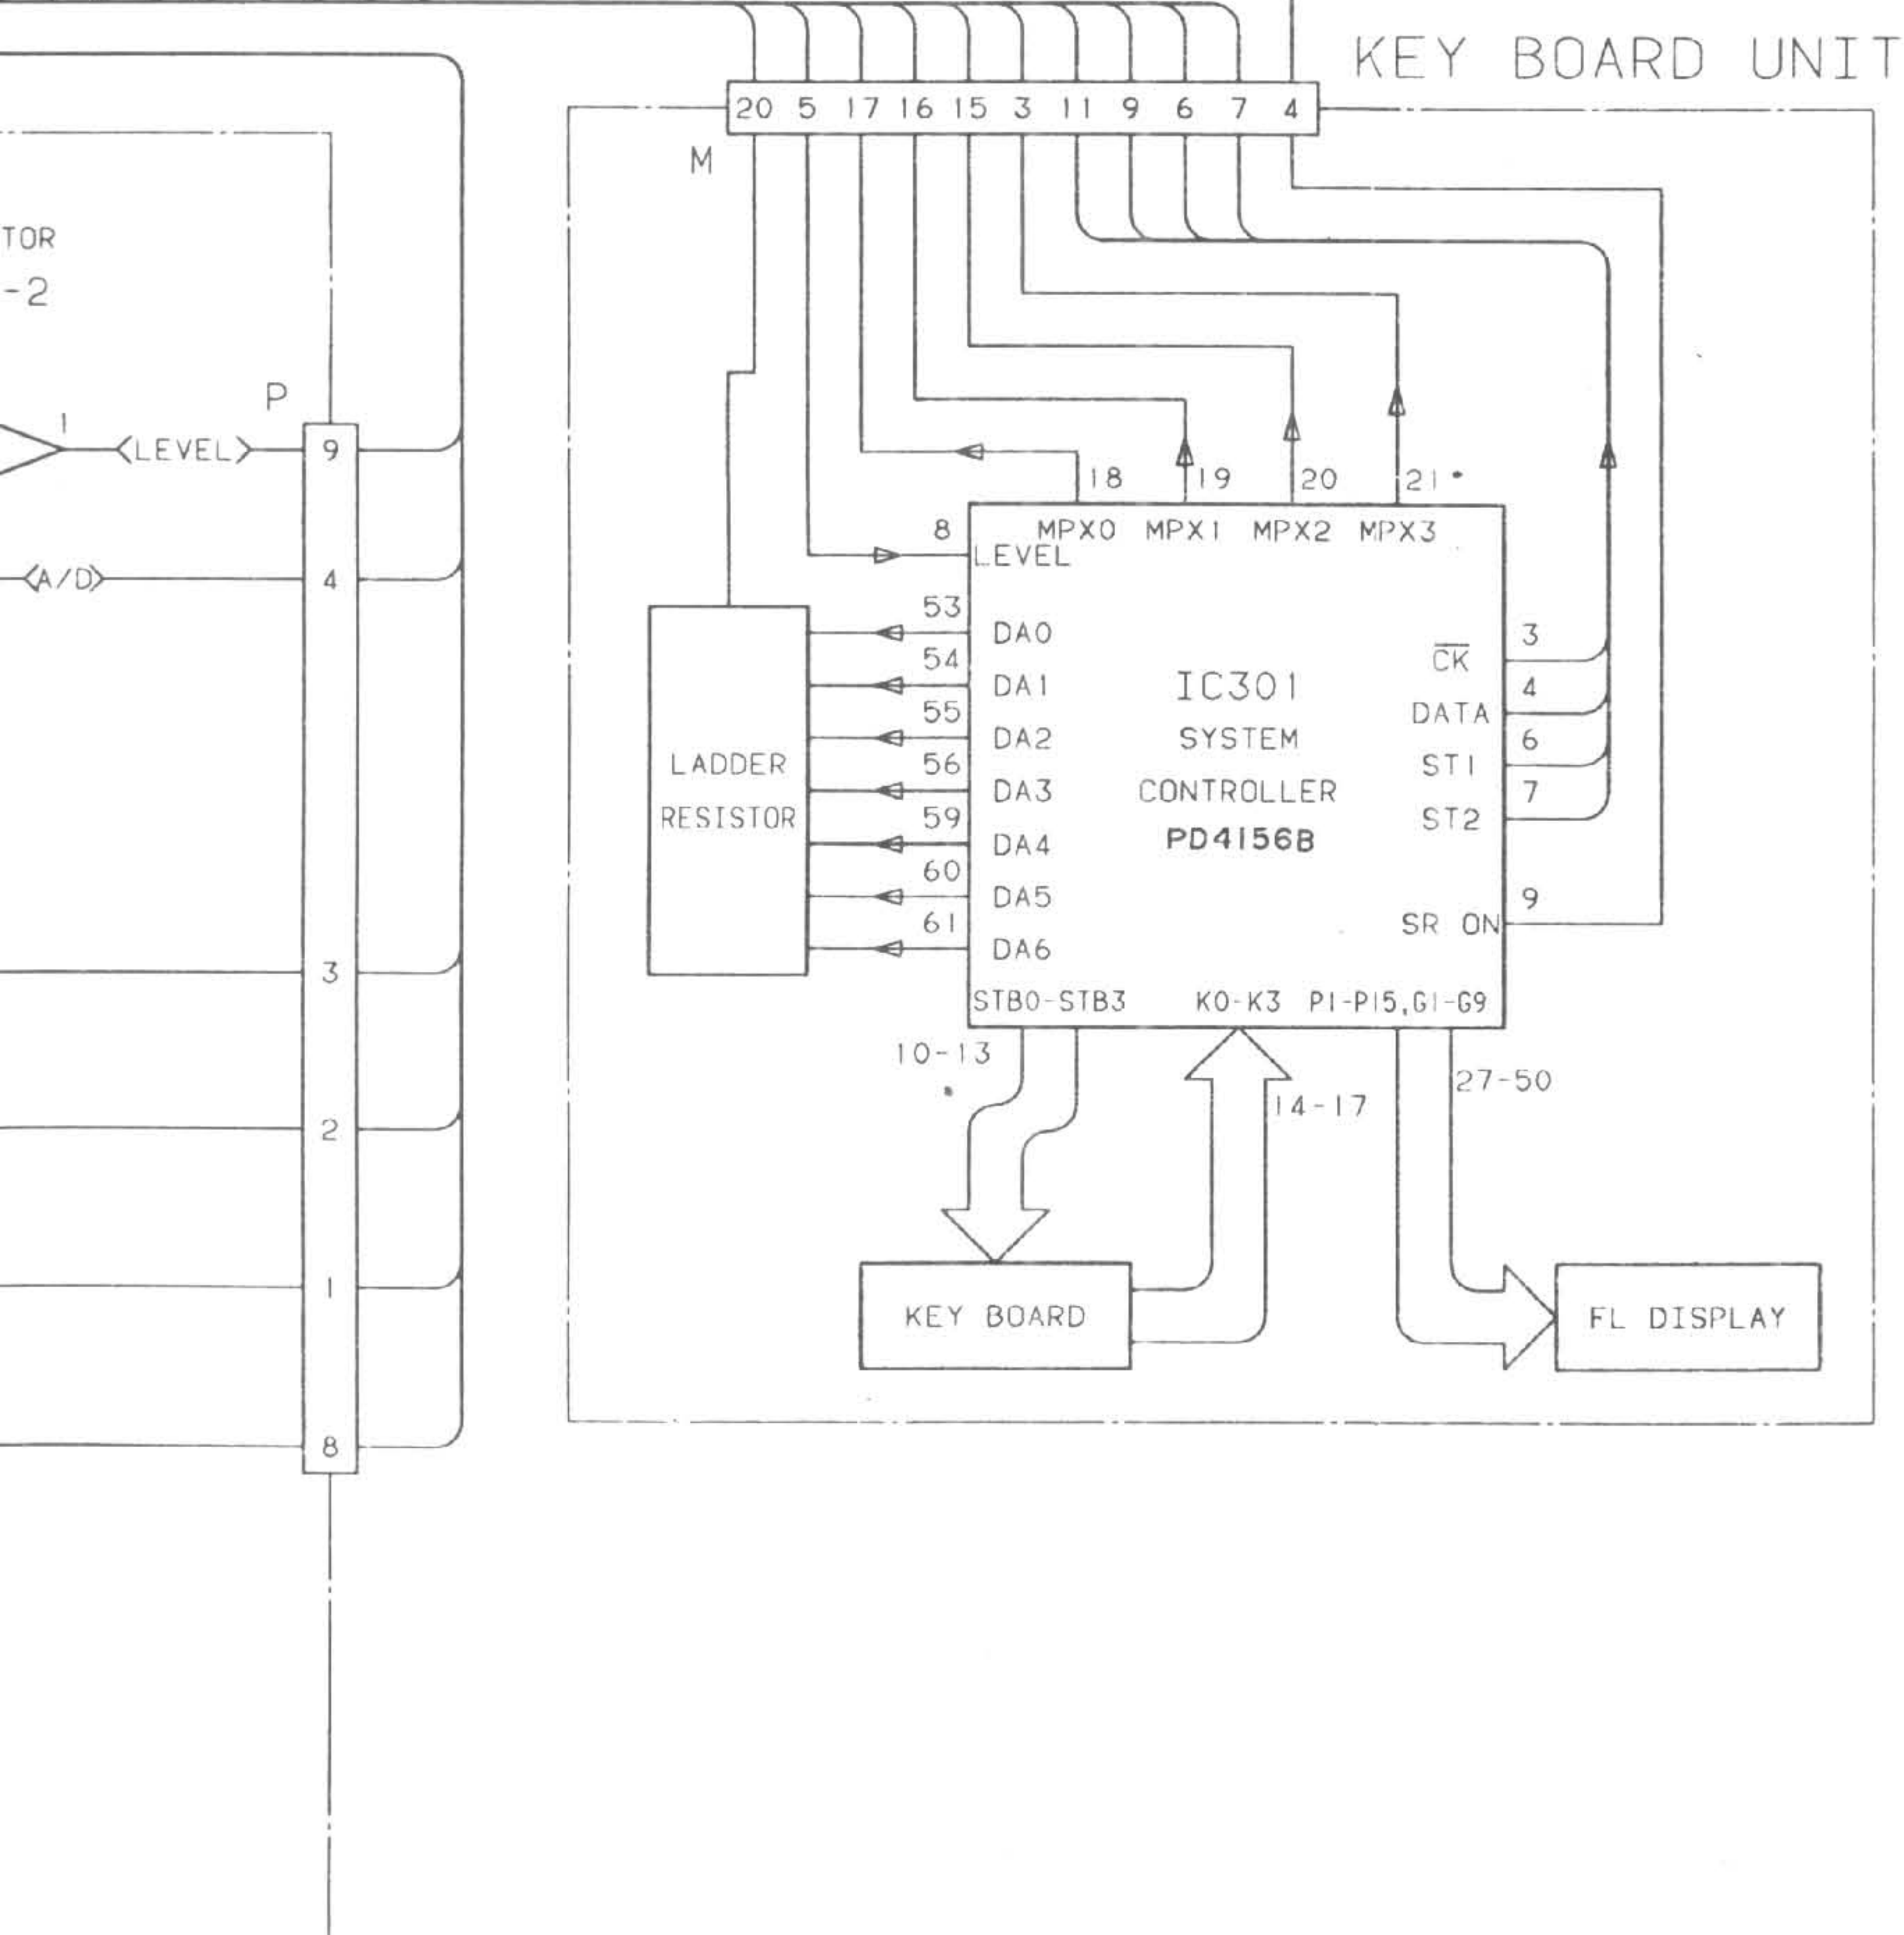 KEY BOARD UNIT
20 5 17 16 15 3 11 9 6 7 4
M
TOR
-2
P
1
<LEVEL>
9
<A/D>
4
3
2
1
8
18 19 20 21
MPX0 MPX1 MPX2 MPX3
8
LEVEL
53
DA0
54
DA1
55
DA2
56
DA3
59
DA4
60
DA5
61
DA6
LADDER
RESISTOR
IC301
SYSTEM
CONTROLLER
PD4156B
3
C̅K̅
4
DATA
6
ST1
7
ST2
9
SR ON
STB0-STB3 K0-K3 P1-P15,G1-G9
10-13
14-17
27-50
KEY BOARD
FL DISPLAY